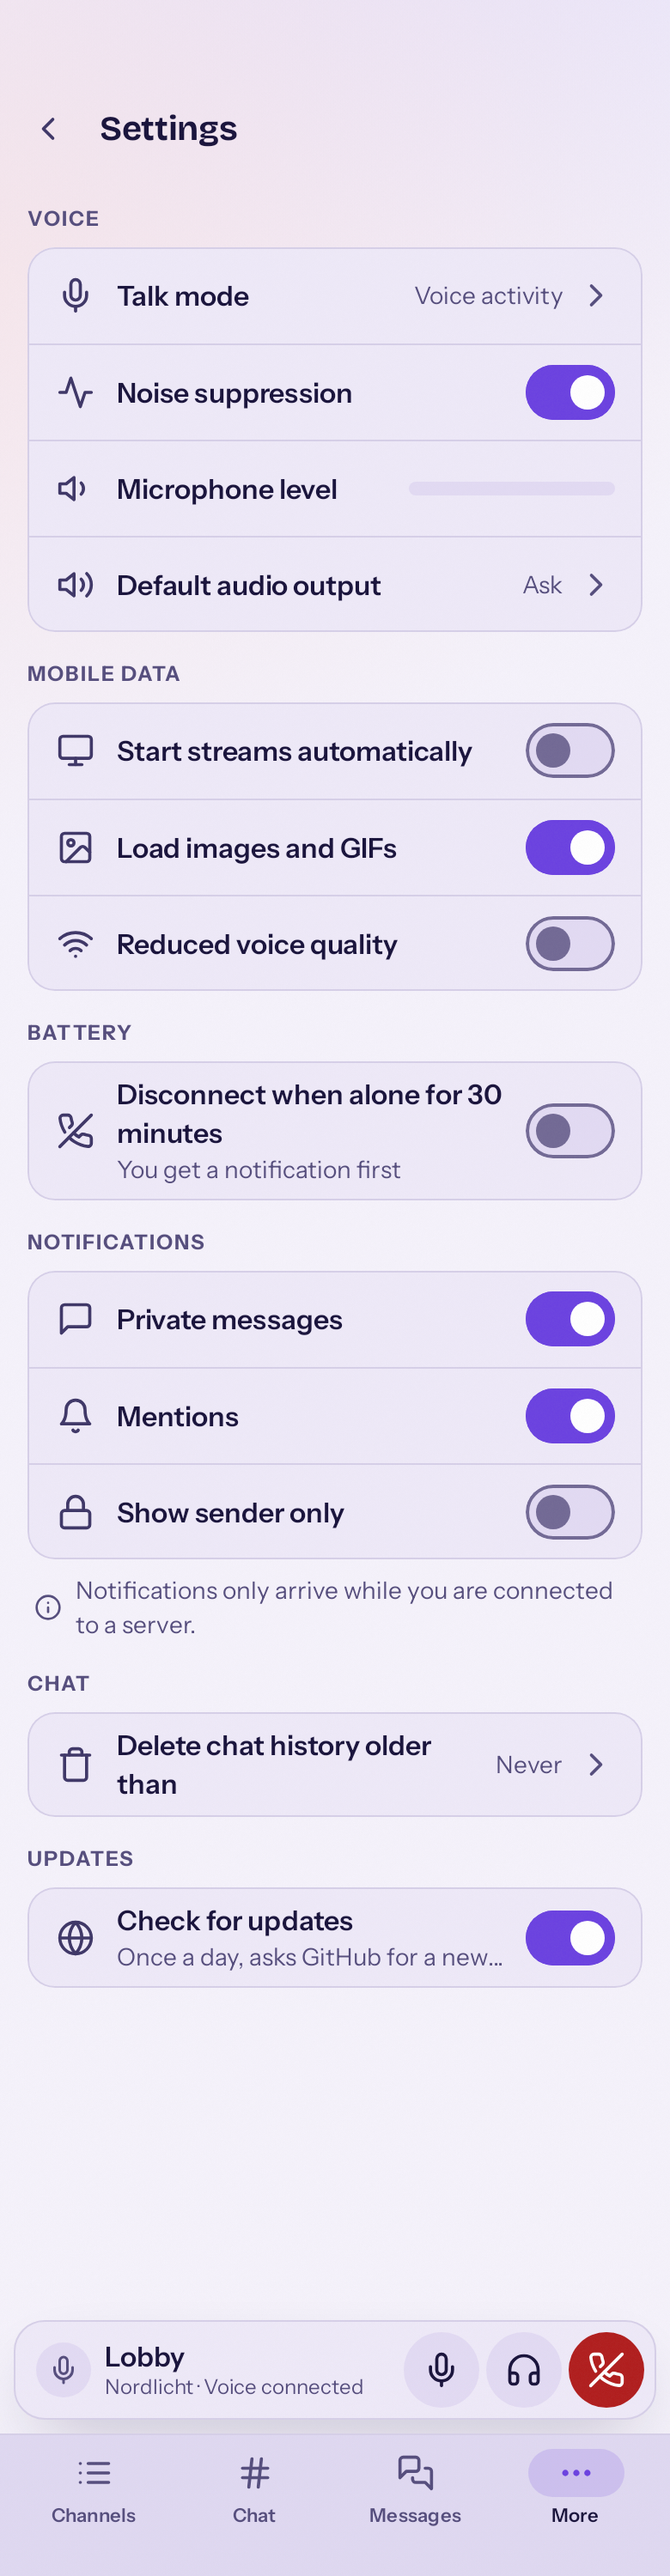 Settings
VOICE
Talk mode
Voice activity
Noise suppression
Microphone level
Default audio output
Ask
MOBILE DATA
Start streams automatically
Load images and GIFs
Reduced voice quality
BATTERY
Disconnect when alone for 30
minutes
You get a notification first
NOTIFICATIONS
Private messages
Mentions
Show sender only
Notifications only arrive while you are connected
to a server.
CHAT
Delete chat history older
than
Never
UPDATES
Check for updates
Once a day, asks GitHub for a new...
Lobby
Nordlicht · Voice connected
Channels
Chat
Messages
More